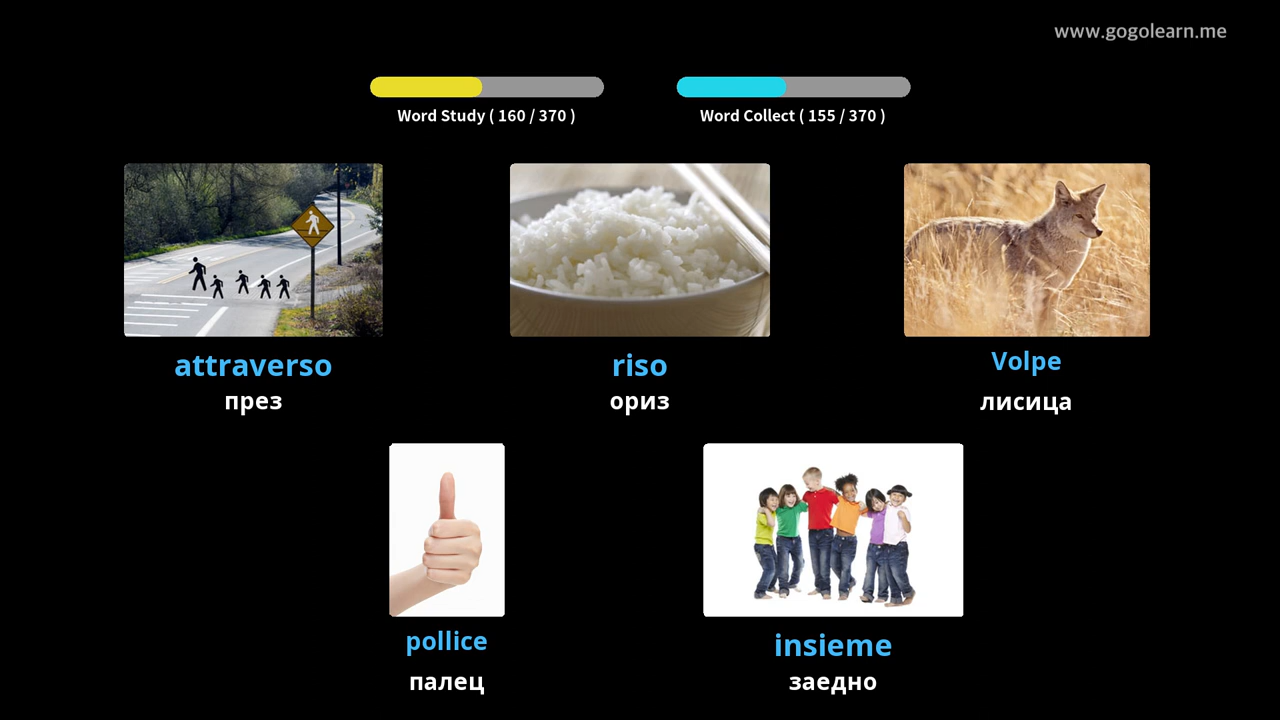 www.gogolearn.me
Word Study ( 160 / 370 )
Word Collect ( 155 / 370 )
attraverso
през
riso
ориз
Volpe
лисица
pollice
палец
insieme
заедно